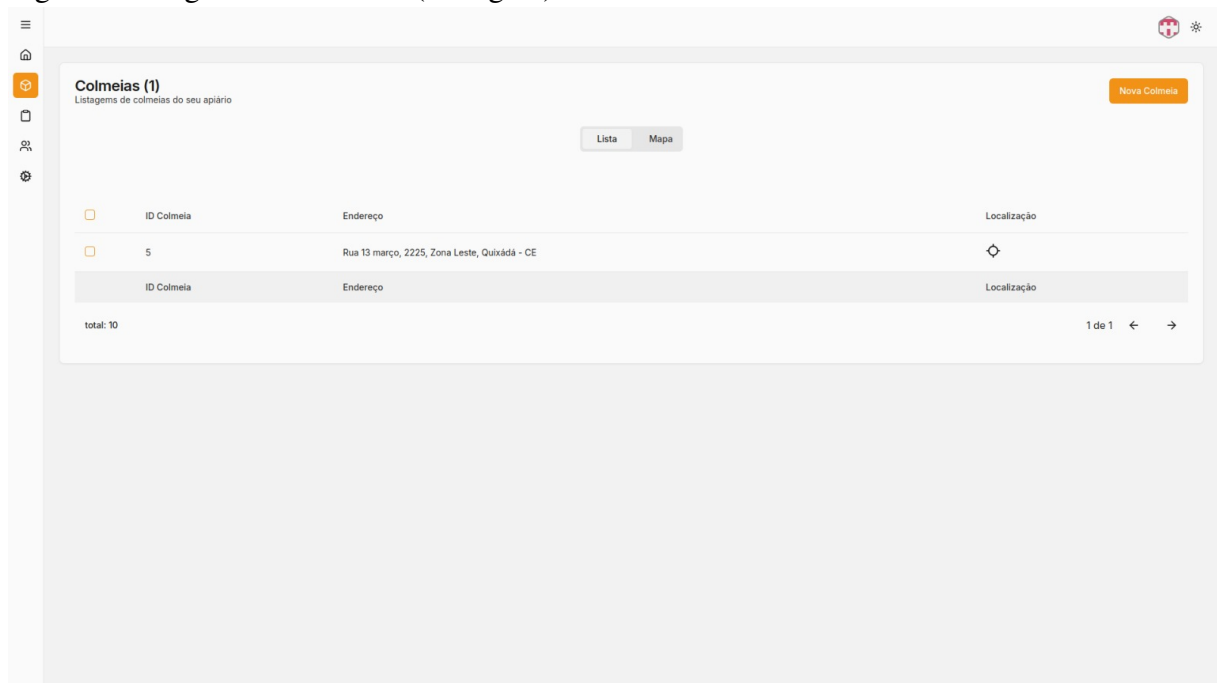 Colmeias (1)
Listagems de colmeias do seu apiário
Nova Colmeia
Lista Mapa
ID Colmeia Endereço Localização
5 Rua 13 março, 2225, Zona Leste, Quixádá - CE
ID Colmeia Endereço Localização
total: 10 1 de 1